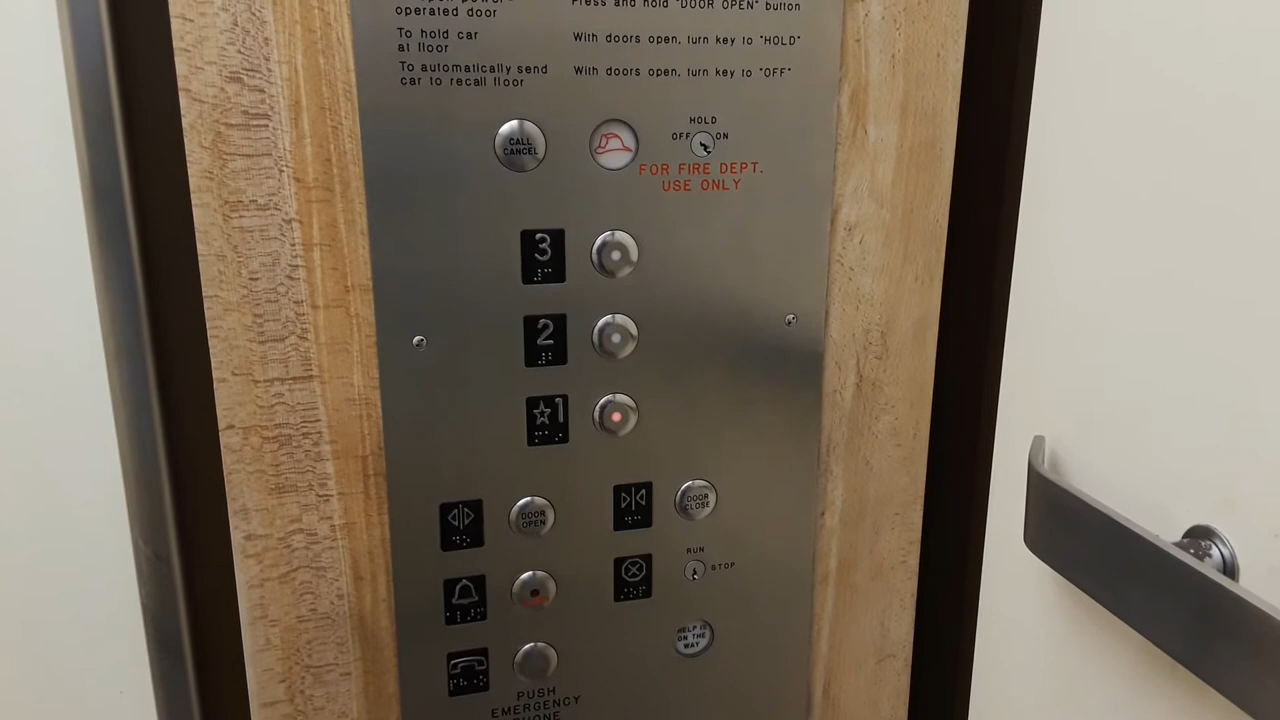 operated door
Press and hold "DOOR OPEN" button
To hold car
at floor
With doors open, turn key to "HOLD"
To automatically send
car to recall floor
With doors open, turn key to "OFF"
CALL
CANCEL
HOLD
OFF ON
FOR FIRE DEPT.
USE ONLY
3
2
☆1
DOOR
OPEN
DOOR
CLOSE
RUN
STOP
HELP IS
ON THE
WAY
PUSH
EMERGENCY
PHONE